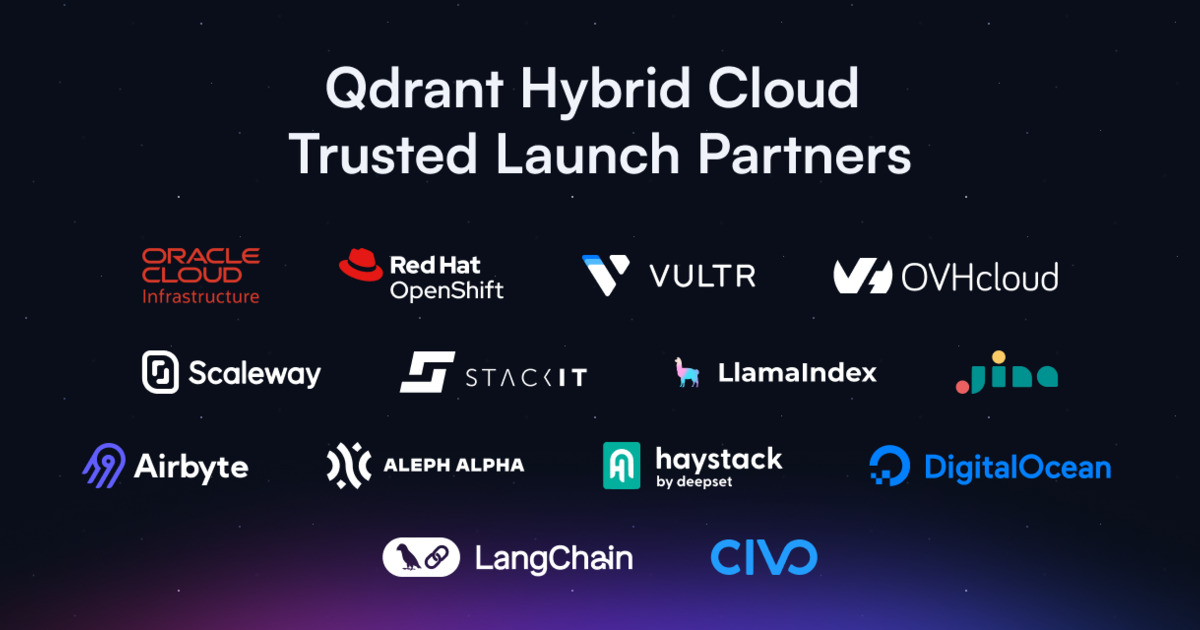 Qdrant Hybrid Cloud
Trusted Launch Partners
ORACLE
CLOUD
Infrastructure
Red Hat
OpenShift
VULTR
OVHcloud
Scaleway
STACKIT
LlamaIndex
jina
Airbyte
ALEPH ALPHA
haystack
by deepset
DigitalOcean
LangChain
CIVO